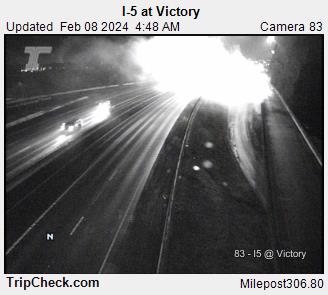 I-5 at Victory
Updated Feb 08 2024 4:48 AM Camera 83
N
83 - I5 @ Victory
TripCheck.com Milepost306.80